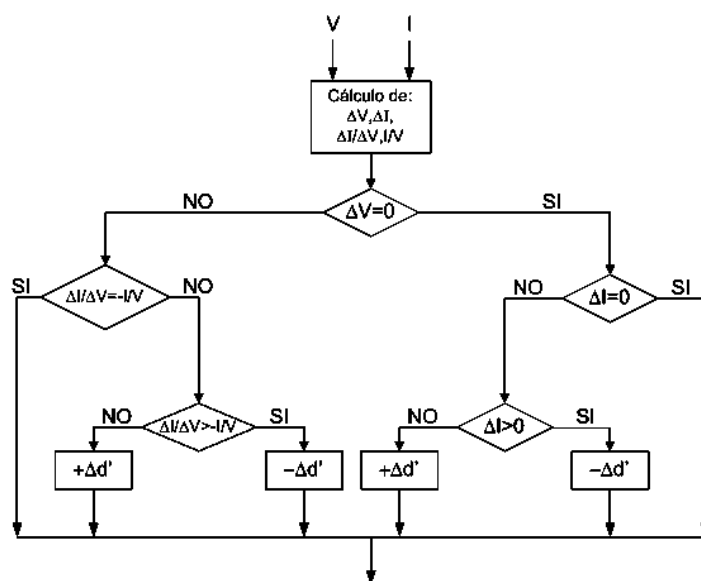 V I
Cálculo de:
ΔV,ΔI,
ΔI/ΔV,I/V
NO ΔV=0 SI
SI ΔI/ΔV=-I/V NO
NO ΔI=0 SI
NO ΔI/ΔV>-I/V SI
NO ΔI>0 SI
+Δd' −Δd' +Δd' −Δd'